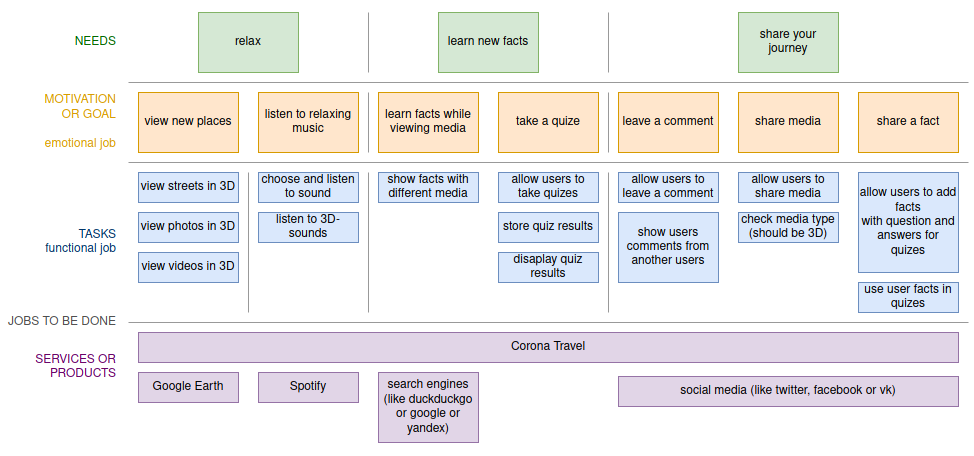 NEEDS
relax
learn new facts
share your
journey
MOTIVATION
OR GOAL
emotional job
view new places
listen to relaxing
music
learn facts while
viewing media
take a quize
leave a comment
share media
share a fact
TASKS
functional job
view streets in 3D
view photos in 3D
view videos in 3D
choose and listen
to sound
listen to 3D-
sounds
show facts with
different media
allow users to
take quizes
store quiz results
disaplay quiz
results
allow users to
leave a comment
show users
comments from
another users
allow users to
share media
check media type
(should be 3D)
allow users to add
facts
with question and
answers for
quizes
use user facts in
quizes
JOBS TO BE DONE
SERVICES OR
PRODUCTS
Corona Travel
Google Earth
Spotify
search engines
(like duckduckgo
or google or
yandex)
social media (like twitter, facebook or vk)